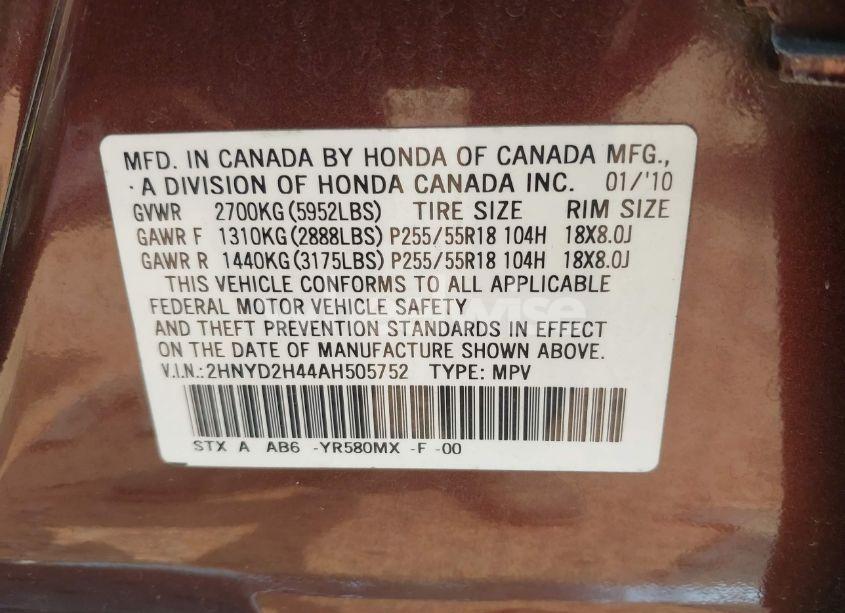 MFD. IN CANADA BY HONDA OF CANADA MFG.,
A DIVISION OF HONDA CANADA INC. 01/'10
GVWR 2700KG(5952LBS) TIRE SIZE RIM SIZE
GAWR F 1310KG(2888LBS) P255/55R18 104H 18X8.0J
GAWR R 1440KG(3175LBS) P255/55R18 104H 18X8.0J
THIS VEHICLE CONFORMS TO ALL APPLICABLE
FEDERAL MOTOR VEHICLE SAFETY
AND THEFT PREVENTION STANDARDS IN EFFECT
ON THE DATE OF MANUFACTURE SHOWN ABOVE.
V.I.N.:2HNYD2H44AH505752 TYPE: MPV
STX A AB6 -YR580MX -F -00